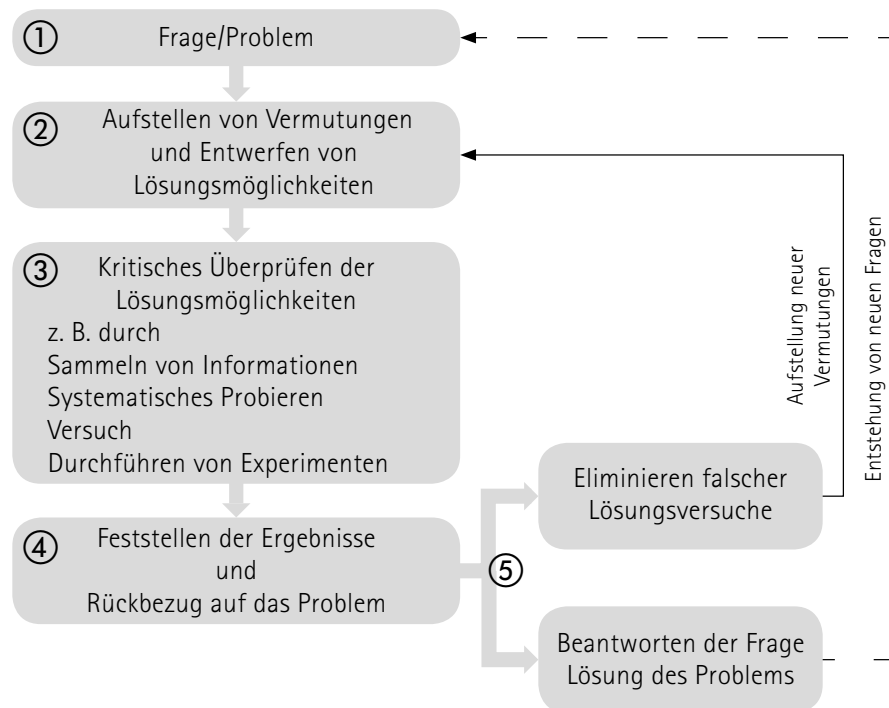 ① Frage/Problem
② Aufstellen von Vermutungen
und Entwerfen von
Lösungsmöglichkeiten
③ Kritisches Überprüfen der
Lösungsmöglichkeiten
z. B. durch
Sammeln von Informationen
Systematisches Probieren
Versuch
Durchführen von Experimenten
④ Feststellen der Ergebnisse
und
Rückbezug auf das Problem
⑤
Eliminieren falscher
Lösungsversuche
Beantworten der Frage
Lösung des Problems
Aufstellung neuer
Vermutungen
Entstehung von neuen Fragen